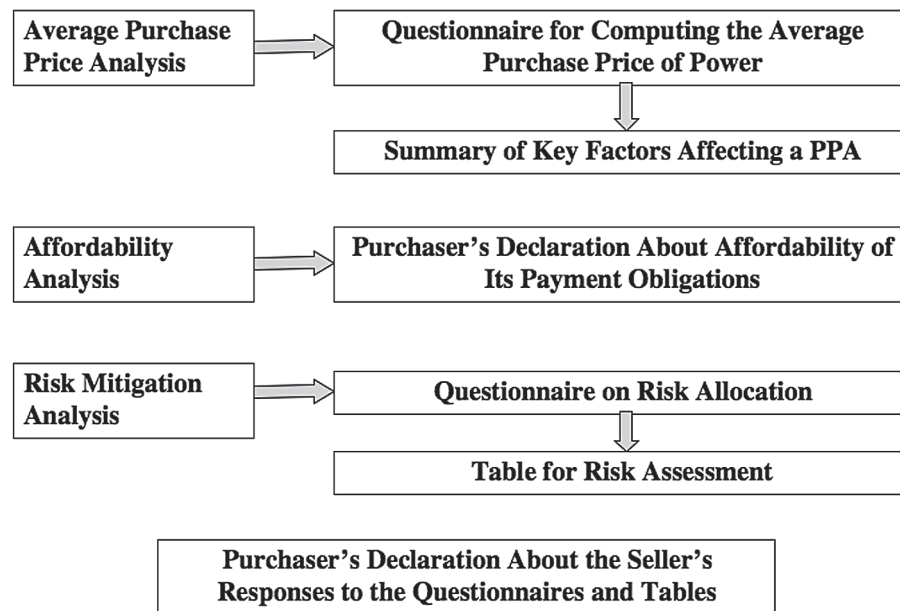 Average Purchase
Price Analysis
Questionnaire for Computing the Average
Purchase Price of Power
Summary of Key Factors Affecting a PPA
Affordability
Analysis
Purchaser’s Declaration About Affordability of
Its Payment Obligations
Risk Mitigation
Analysis
Questionnaire on Risk Allocation
Table for Risk Assessment
Purchaser’s Declaration About the Seller’s
Responses to the Questionnaires and Tables